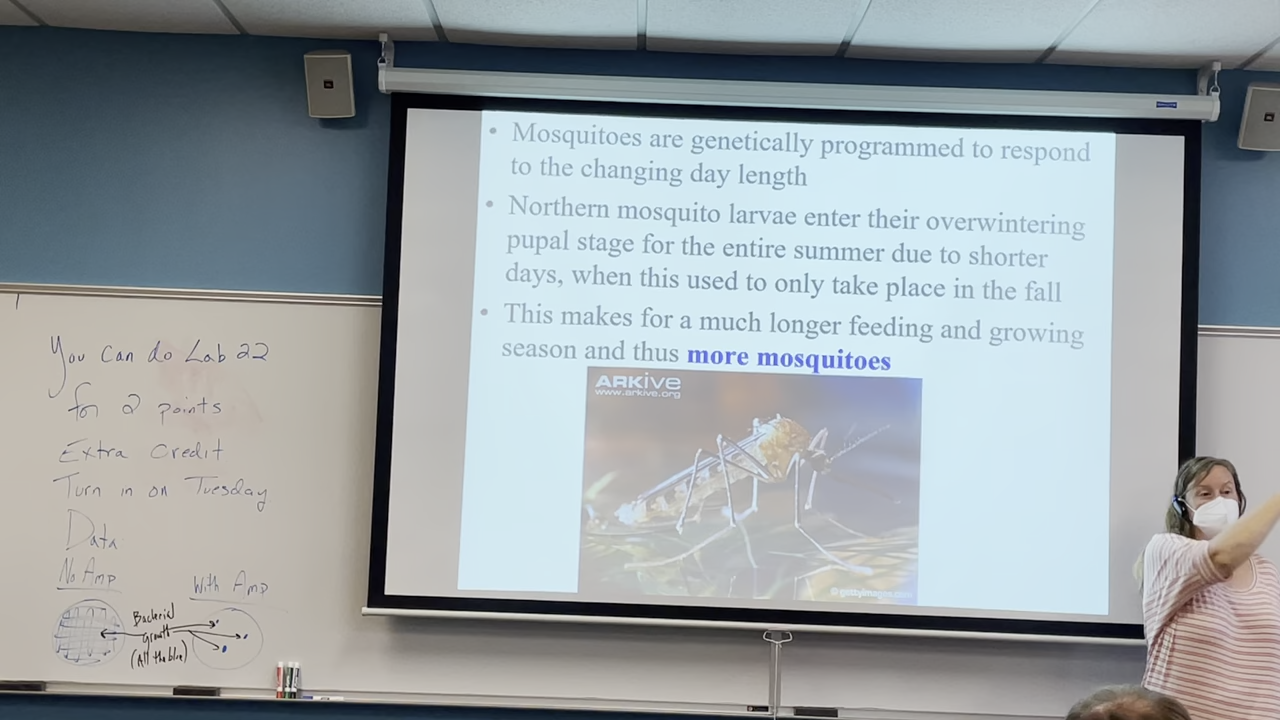 • Mosquitoes are genetically programmed to respond
to the changing day length
• Northern mosquito larvae enter their overwintering
pupal stage for the entire summer due to shorter
days, when this used to only take place in the fall
• This makes for a much longer feeding and growing
season and thus more mosquitoes
ARKive
www.arkive.org
© gettyimages.com
You can do Lab 22
for 2 points
Extra Credit
Turn in on Tuesday
Data
No Amp
With Amp
Bacterial
growth
(All the blue)